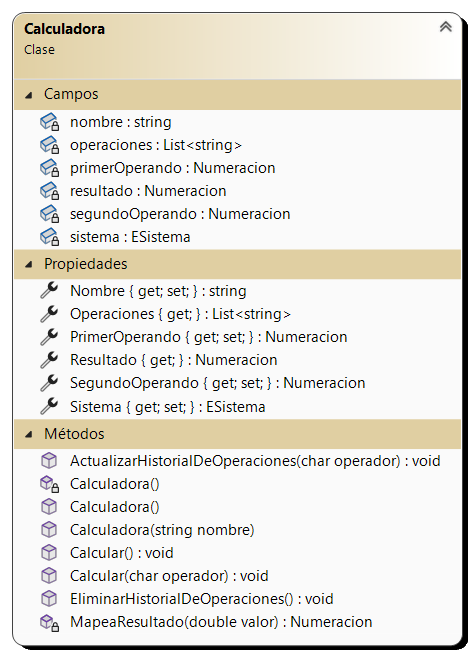 Calculadora
Clase
Campos
nombre : string
operaciones : List<string>
primerOperando : Numeracion
resultado : Numeracion
segundoOperando : Numeracion
sistema : ESistema
Propiedades
Nombre { get; set; } : string
Operaciones { get; } : List<string>
PrimerOperando { get; set; } : Numeracion
Resultado { get; } : Numeracion
SegundoOperando { get; set; } : Numeracion
Sistema { get; set; } : ESistema
Métodos
ActualizarHistorialDeOperaciones(char operador) : void
Calculadora()
Calculadora()
Calculadora(string nombre)
Calcular() : void
Calcular(char operador) : void
EliminarHistorialDeOperaciones() : void
MapeaResultado(double valor) : Numeracion